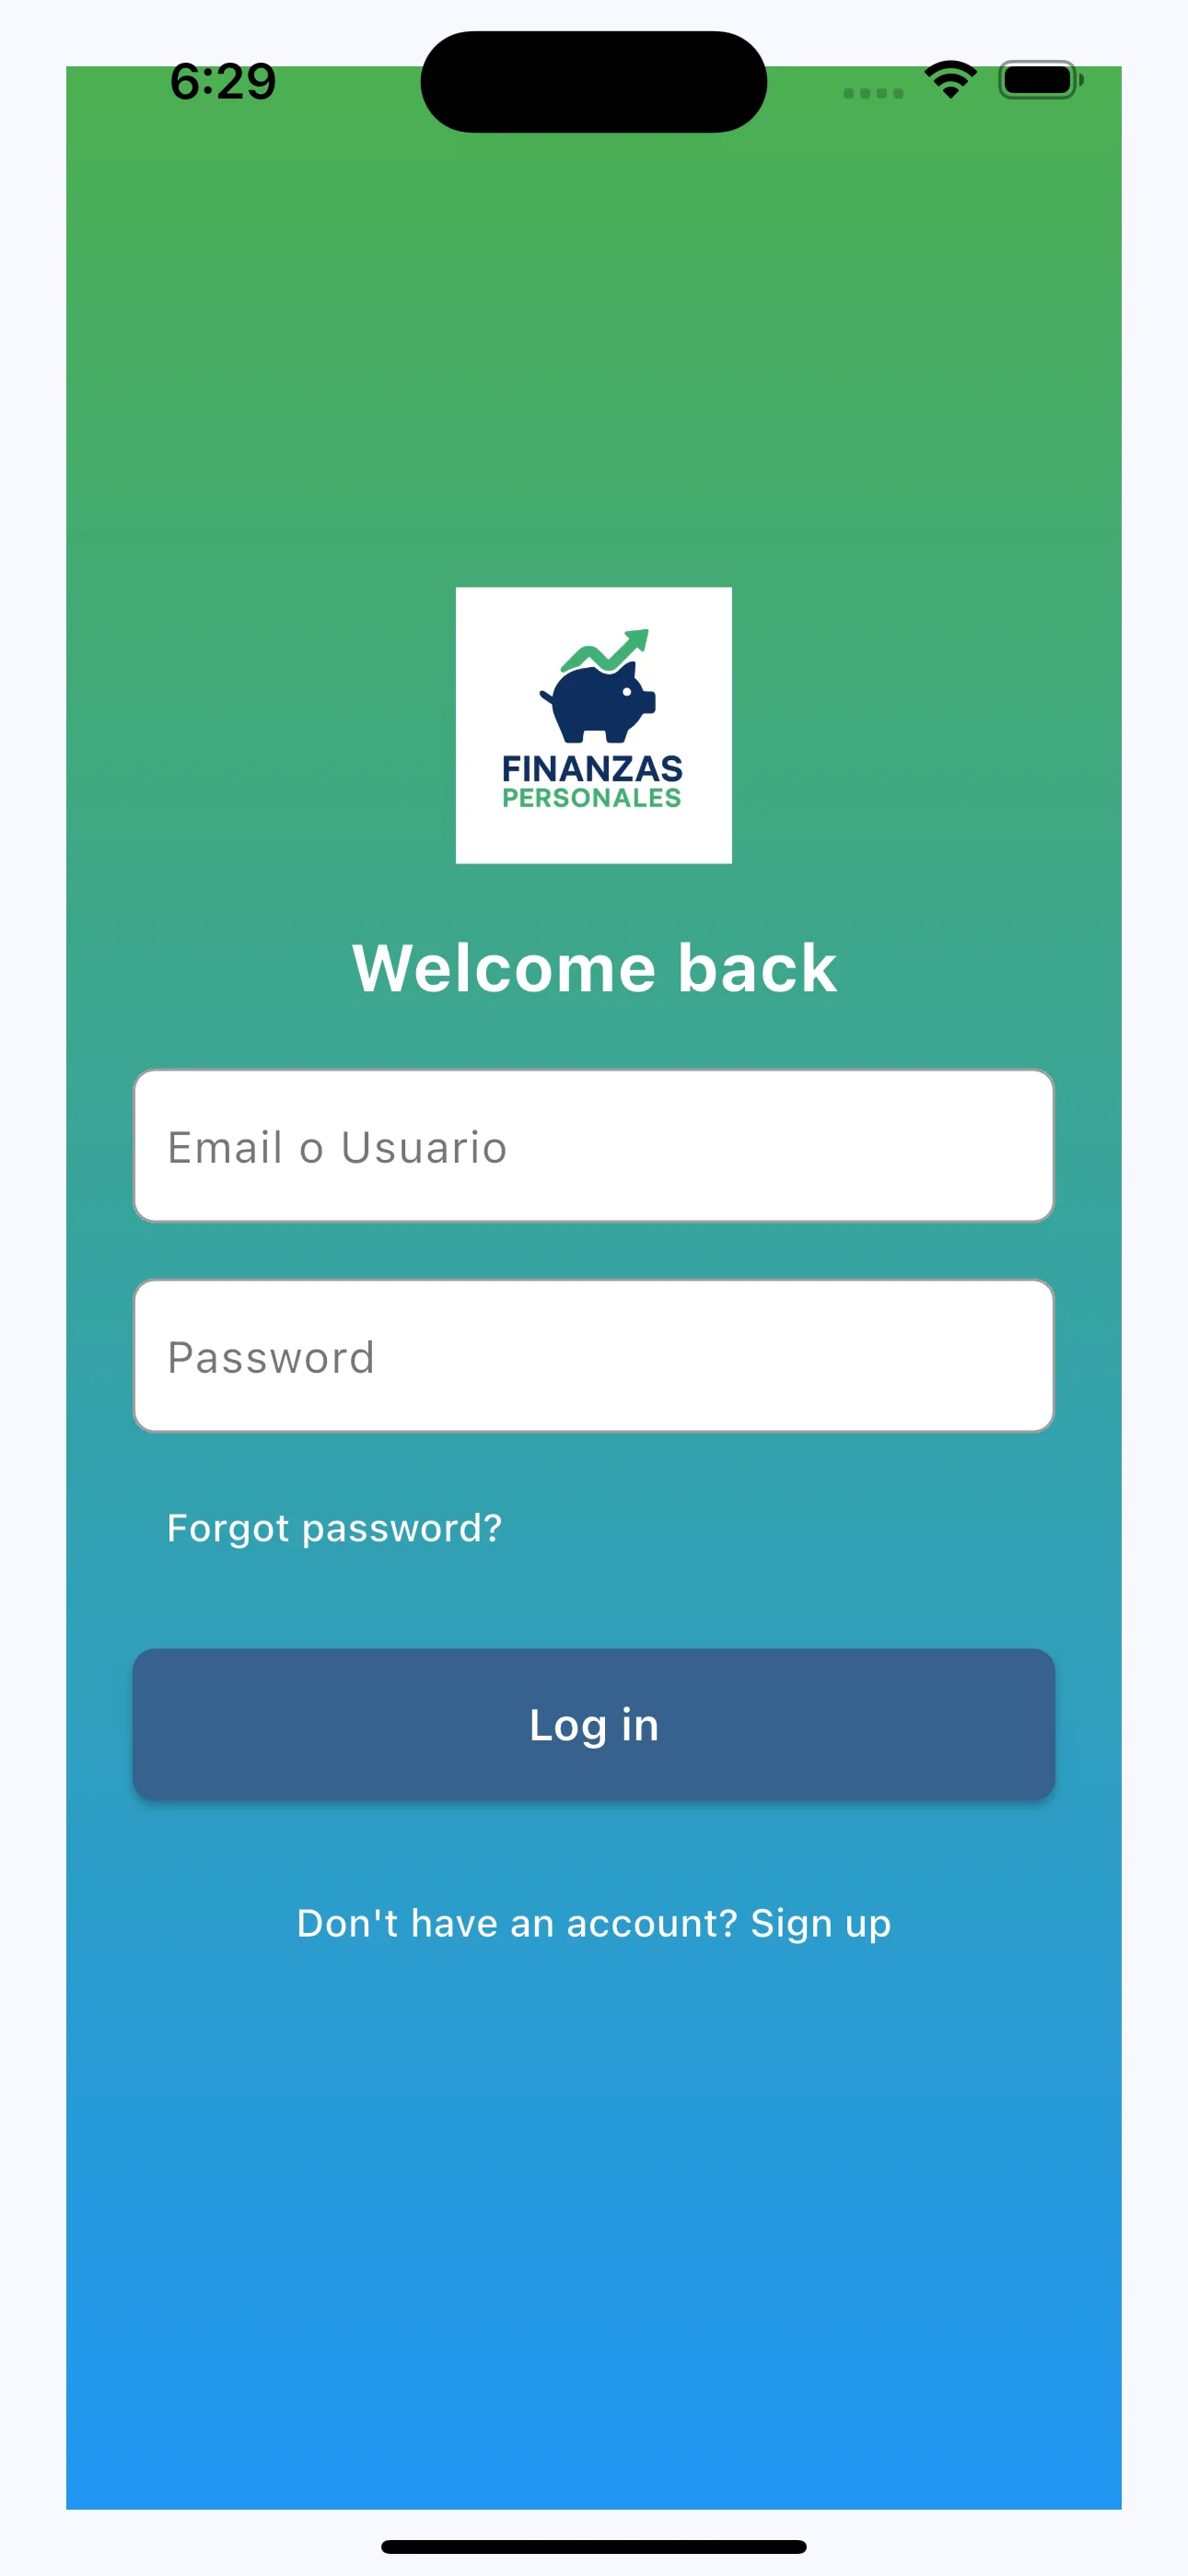 6:29
FINANZAS
PERSONALES
Welcome back
Email o Usuario
Password
Forgot password?
Log in
Don't have an account? Sign up